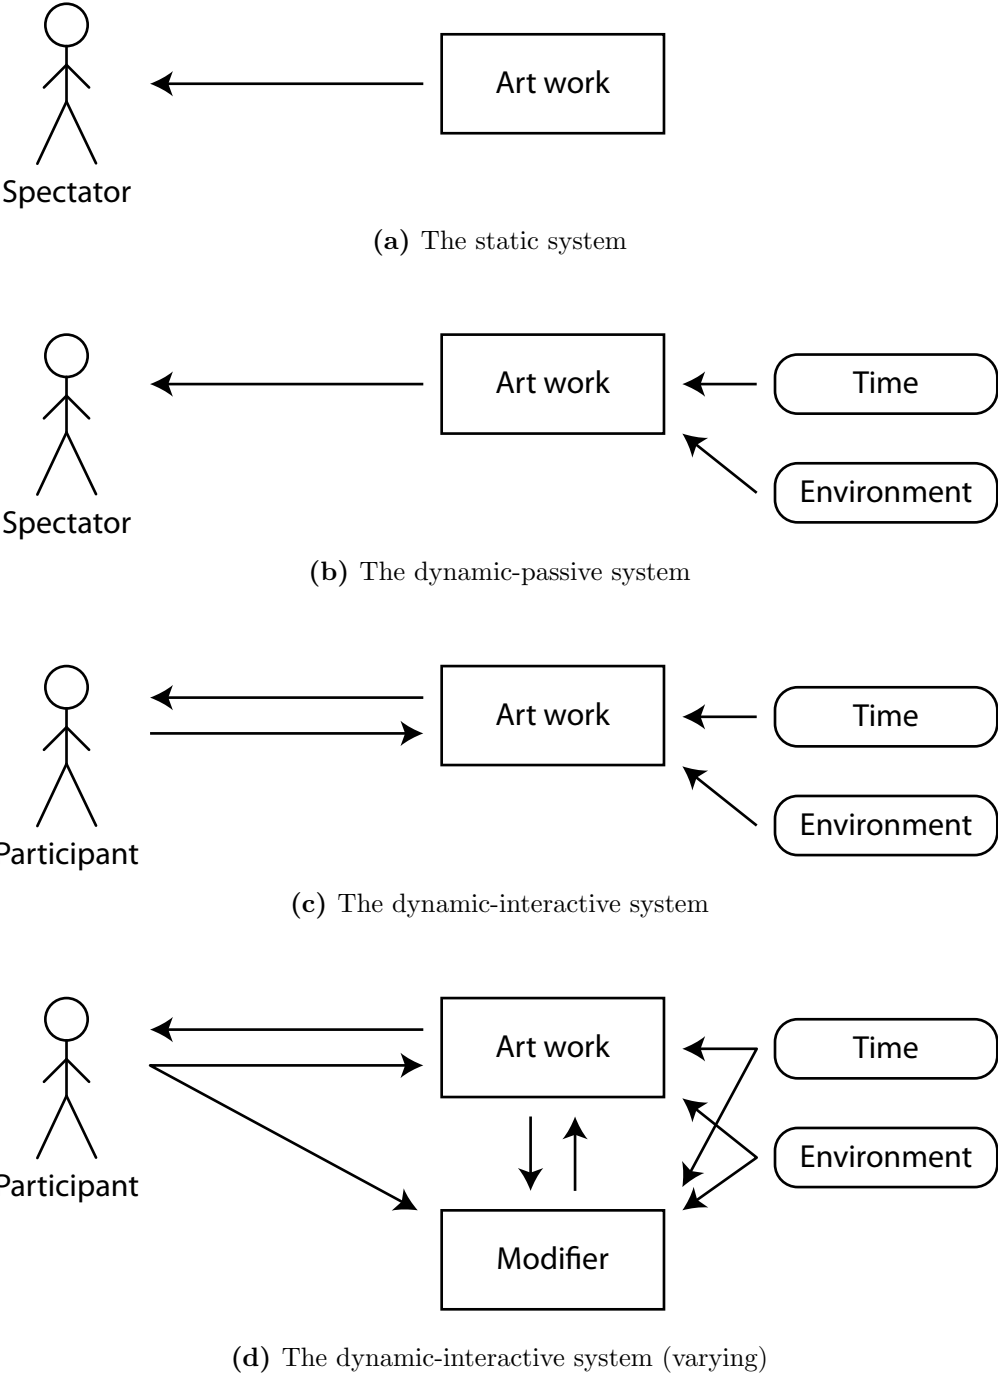 Art work
Spectator
(a) The static system
Art work
Time
Environment
Spectator
(b) The dynamic-passive system
Art work
Time
Environment
Participant
(c) The dynamic-interactive system
Art work
Time
Environment
Participant
Modifier
(d) The dynamic-interactive system (varying)